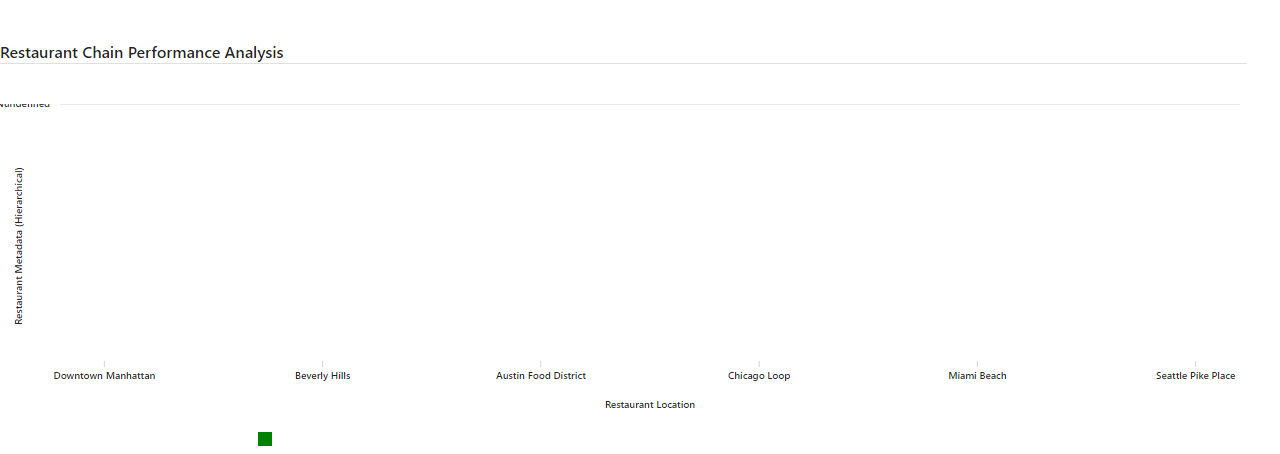 Restaurant Chain Performance Analysis
Restaurant Metadata (Hierarchical)
Downtown Manhattan
Beverly Hills
Austin Food District
Chicago Loop
Miami Beach
Seattle Pike Place
Restaurant Location